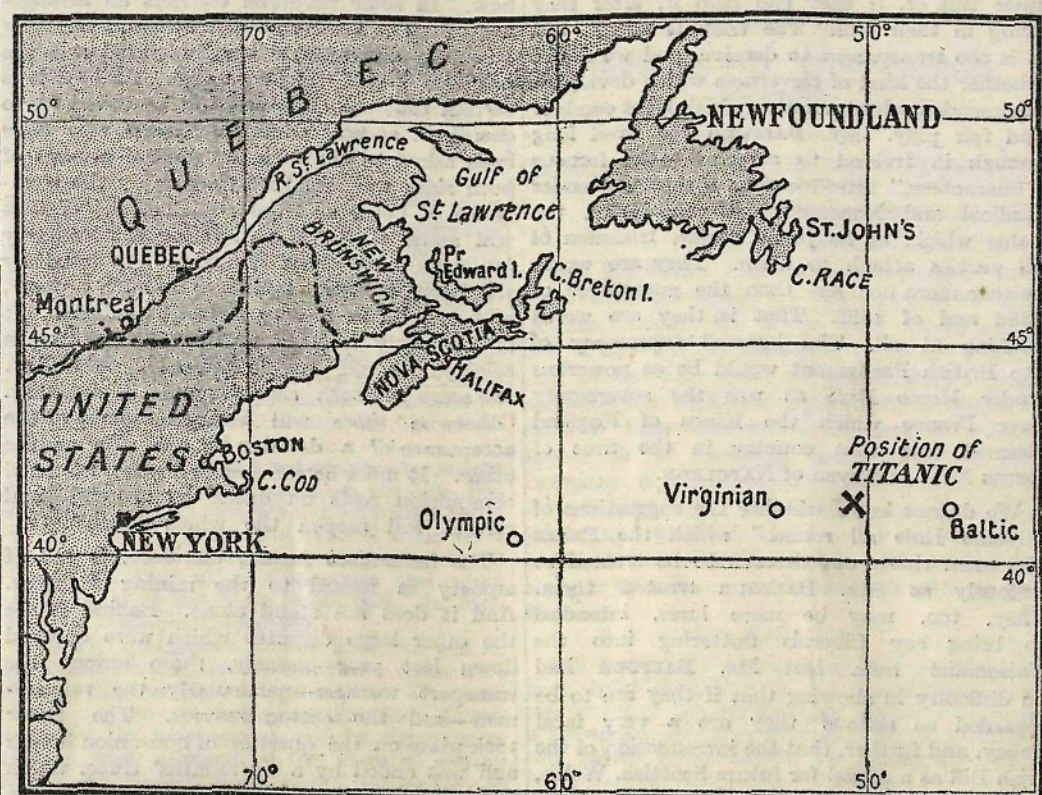 70°
60°
50°
50°
50°
QUEBEC
NEWFOUNDLAND
R. St. Lawrence
Gulf of
St Lawrence
ST. JOHN'S
C. RACE
QUEBEC
NEW
BRUNSWICK
Pr
Edward I.
C. Breton I.
Montreal
45°
45°
NOVA SCOTIA
HALIFAX
UNITED
STATES
BOSTON
C. COD
Position of
TITANIC
Virginian
Olympic
Baltic
NEW YORK
40°
40°
70°
60
50°